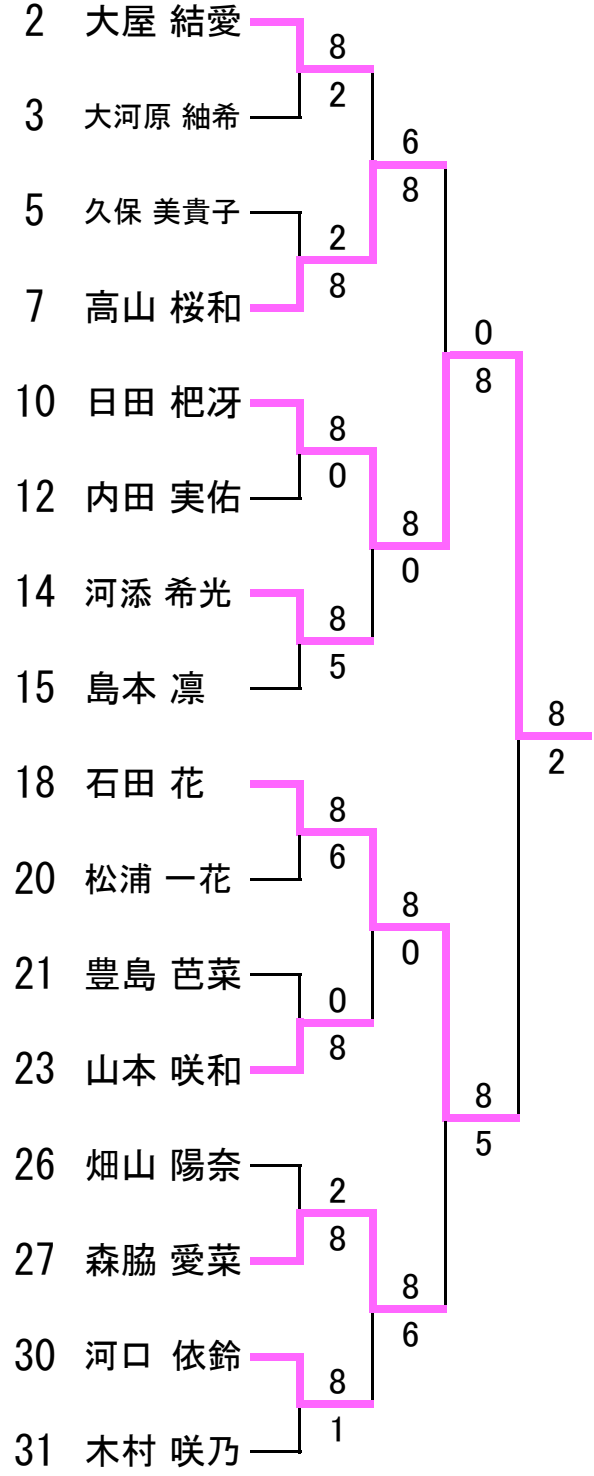 2 大屋 結愛
8
2
3 大河原 紬希
6
8
5 久保 美貴子
2
8
7 高山 桜和
0
8
10 日田 杷冴
8
0
12 内田 実佑
8
0
14 河添 希光
8
5
15 島本 凛
8
2
18 石田 花
8
6
20 松浦 一花
8
0
21 豊島 芭菜
0
8
23 山本 咲和
8
5
26 畑山 陽奈
2
8
27 森脇 愛菜
8
6
30 河口 依鈴
8
1
31 木村 咲乃